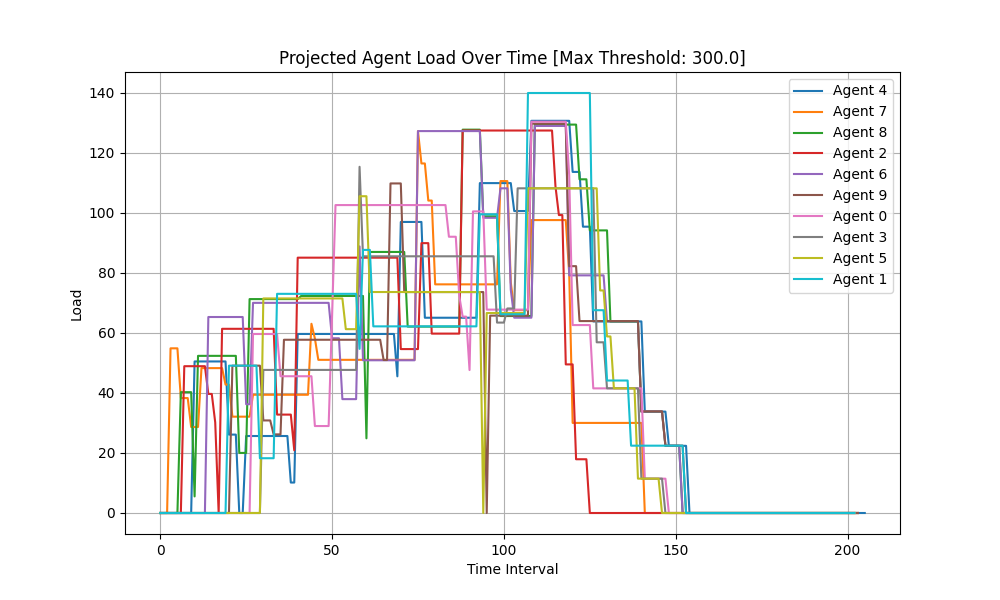 Projected Agent Load Over Time [Max Threshold: 300.0]
Load
140
120
100
80
60
40
20
0
0
50
100
150
200
Time Interval
Agent 4
Agent 7
Agent 8
Agent 2
Agent 6
Agent 9
Agent 0
Agent 3
Agent 5
Agent 1